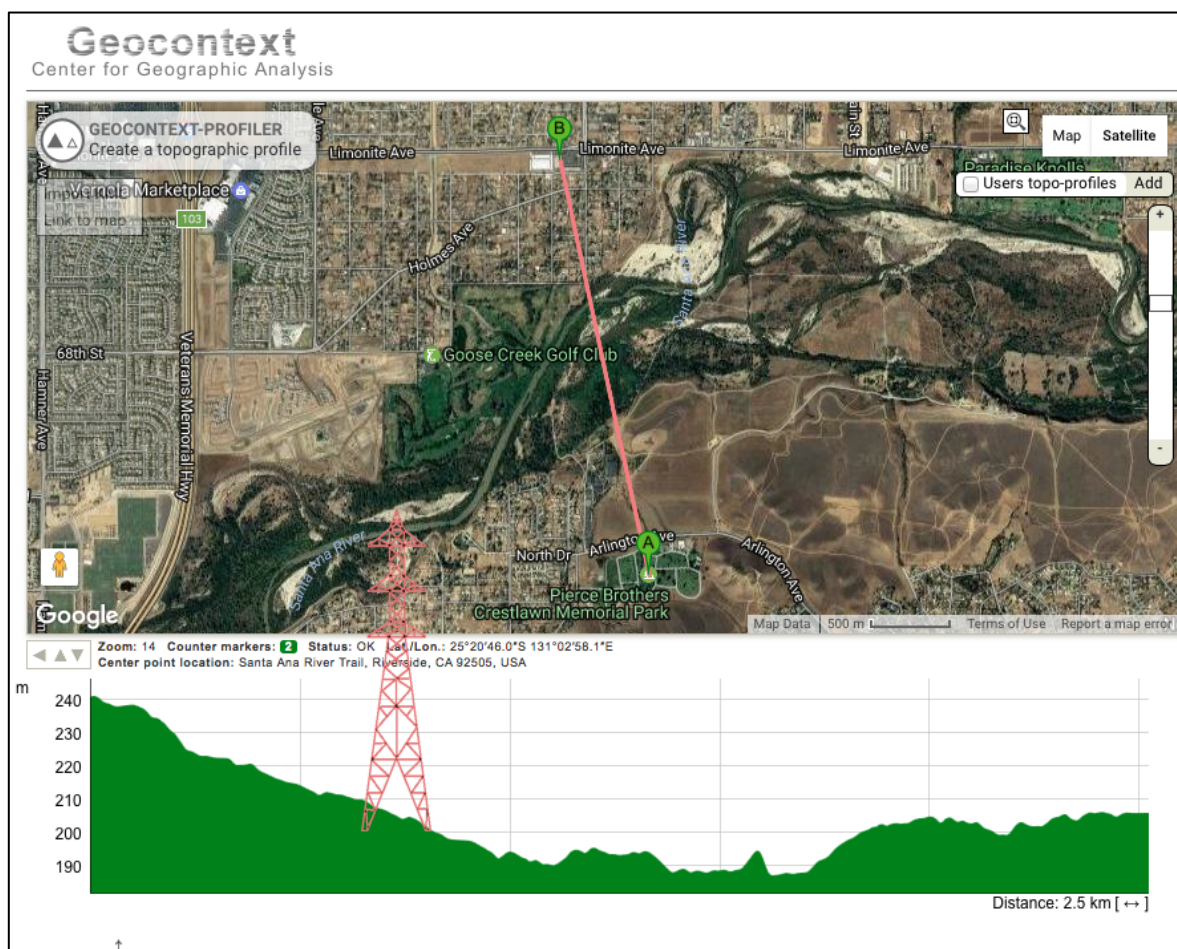 Geocontext
Center for Geographic Analysis
GEOCONTEXT-PROFILER
Create a topographic profile
Limonite Ave
B
Limonite Ave
Limonite Ave
Map
Satellite
Paradise Knolls
Users topo-profiles
Add
+
Vernola Marketplace
Link to map
103
Holmes Ave
Santa Ana River
68th St
Goose Creek Golf Club
Hamner Ave
Veterans Memorial Hwy
-
North Dr
Arlington Ave
A
Arlington Ave
Santa Ana River
Pierce Brothers
Crestlawn Memorial Park
Google
Map Data
500 m
Terms of Use
Report a map error
Zoom: 14 Counter markers: 2 Status: OK Lat./Lon.: 25°20'46.0"S 131°02'58.1"E
Center point location: Santa Ana River Trail, Riverside, CA 92505, USA
m
240
230
220
210
200
190
Distance: 2.5 km [ ↔ ]